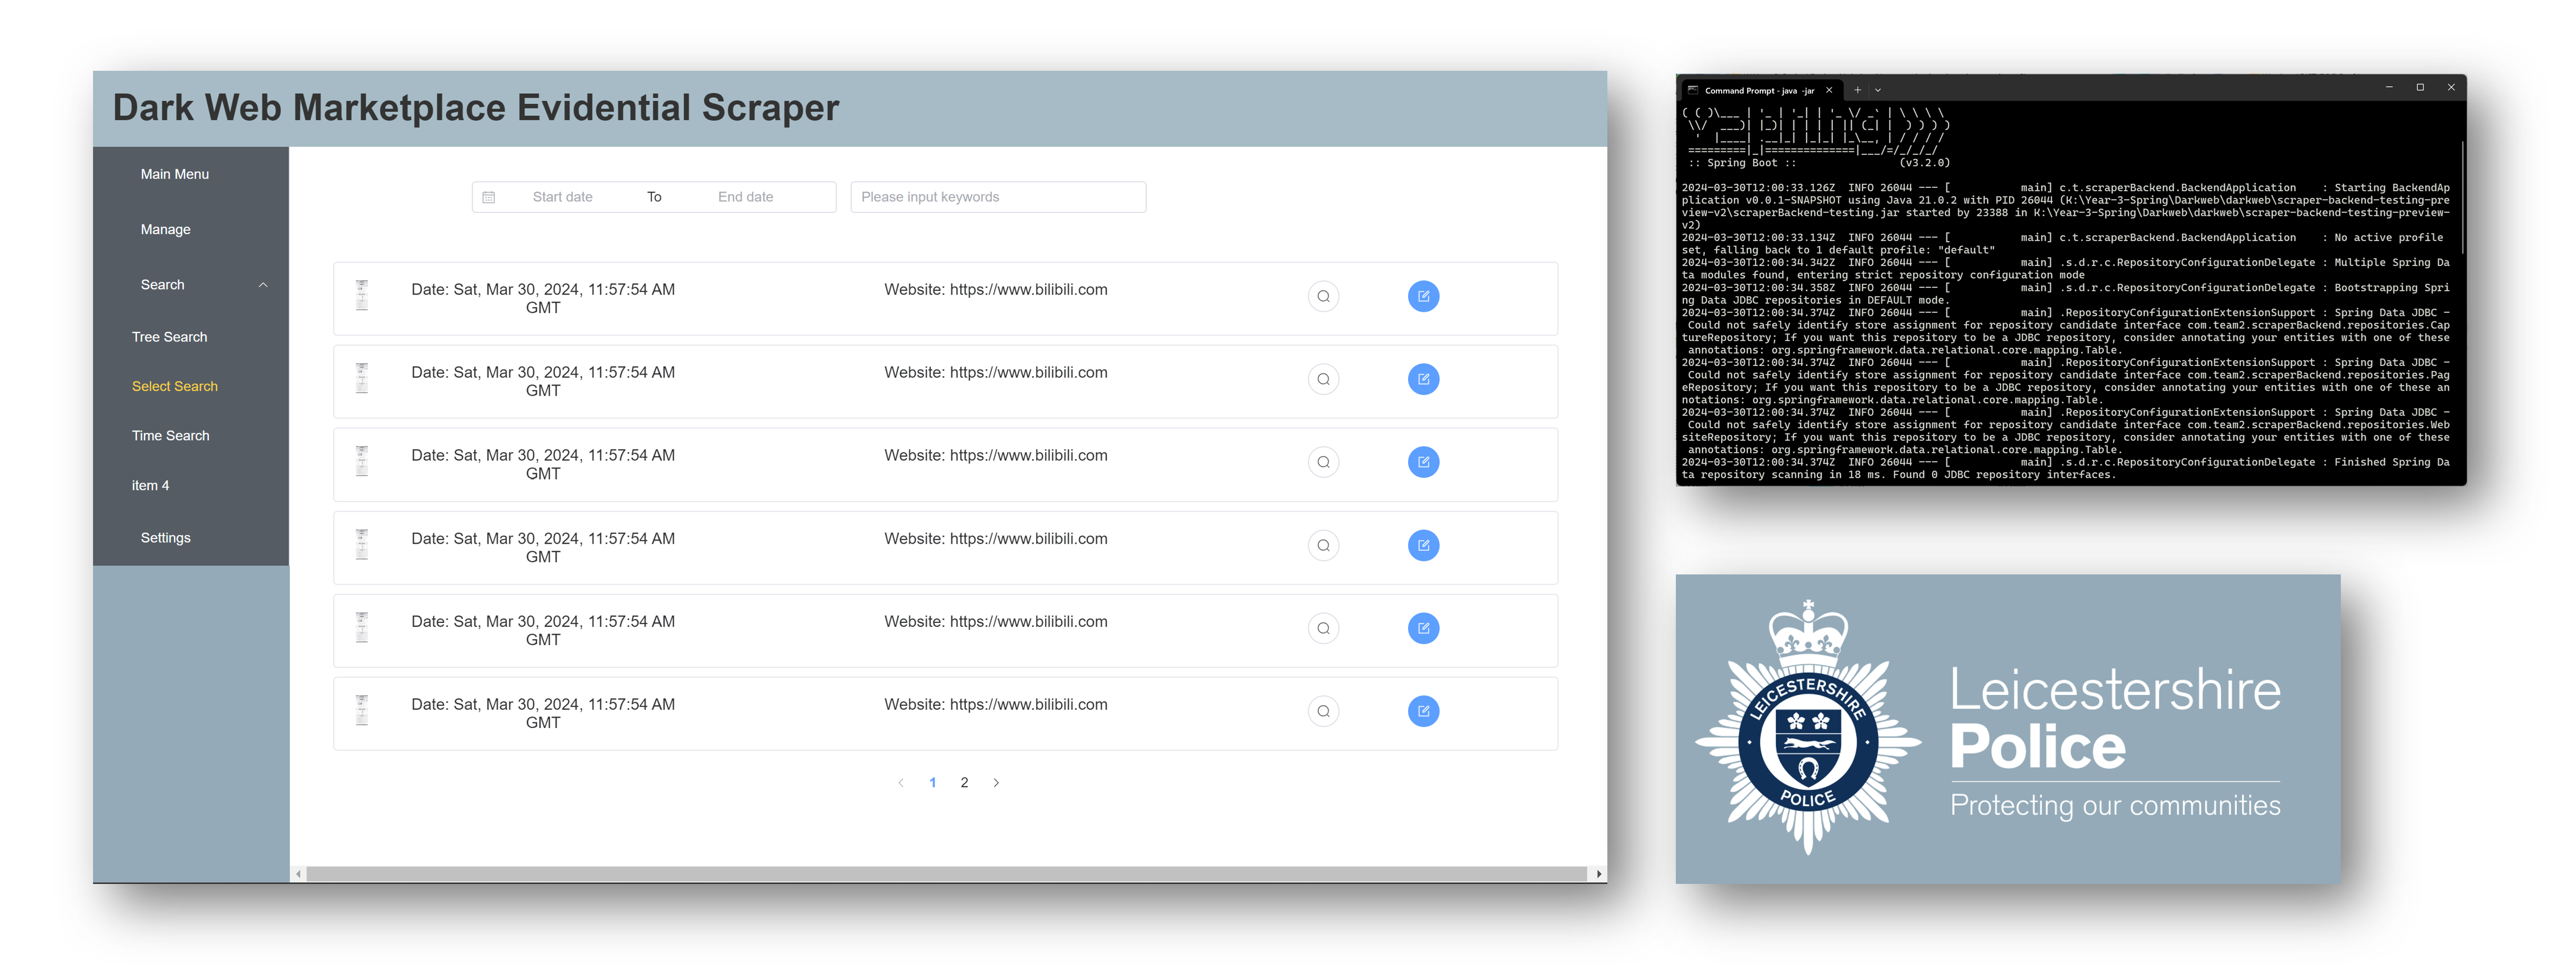 Dark Web Marketplace Evidential Scraper
Main Menu
Manage
Search
Tree Search
Select Search
Time Search
item 4
Settings
Start date To End date
Please input keywords
Date: Sat, Mar 30, 2024, 11:57:54 AM
GMT
Website: https://www.bilibili.com
Date: Sat, Mar 30, 2024, 11:57:54 AM
GMT
Website: https://www.bilibili.com
Date: Sat, Mar 30, 2024, 11:57:54 AM
GMT
Website: https://www.bilibili.com
Date: Sat, Mar 30, 2024, 11:57:54 AM
GMT
Website: https://www.bilibili.com
Date: Sat, Mar 30, 2024, 11:57:54 AM
GMT
Website: https://www.bilibili.com
Date: Sat, Mar 30, 2024, 11:57:54 AM
GMT
Website: https://www.bilibili.com
1 2
Command Prompt - java -jar
:: Spring Boot :: (v3.2.0)
2024-03-30T12:00:33.126Z  INFO 26044 --- [           main] c.t.scraperBackend.BackendApplication    : Starting BackendAp
plication v0.0.1-SNAPSHOT using Java 21.0.2 with PID 26044 (K:\Year-3-Spring\Darkweb\darkweb\scraper-backend-testing-pre
view-v2\scraperBackend-testing.jar started by 23388 in K:\Year-3-Spring\Darkweb\darkweb\scraper-backend-testing-preview-
v2)
2024-03-30T12:00:33.134Z  INFO 26044 --- [           main] c.t.scraperBackend.BackendApplication    : No active profile
set, falling back to 1 default profile: "default"
2024-03-30T12:00:34.342Z  INFO 26044 --- [           main] .s.d.r.c.RepositoryConfigurationDelegate : Multiple Spring Da
ta modules found, entering strict repository configuration mode
2024-03-30T12:00:34.358Z  INFO 26044 --- [           main] .s.d.r.c.RepositoryConfigurationDelegate : Bootstrapping Spri
ng Data JDBC repositories in DEFAULT mode.
2024-03-30T12:00:34.374Z  INFO 26044 --- [           main] .RepositoryConfigurationExtensionSupport : Spring Data JDBC -
Could not safely identify store assignment for repository candidate interface com.team2.scraperBackend.repositories.Cap
tureRepository; If you want this repository to be a JDBC repository, consider annotating your entities with one of these
annotations: org.springframework.data.relational.core.mapping.Table.
2024-03-30T12:00:34.374Z  INFO 26044 --- [           main] .RepositoryConfigurationExtensionSupport : Spring Data JDBC -
Could not safely identify store assignment for repository candidate interface com.team2.scraperBackend.repositories.Pag
eRepository; If you want this repository to be a JDBC repository, consider annotating your entities with one of these an
notations: org.springframework.data.relational.core.mapping.Table.
2024-03-30T12:00:34.374Z  INFO 26044 --- [           main] .RepositoryConfigurationExtensionSupport : Spring Data JDBC -
Could not safely identify store assignment for repository candidate interface com.team2.scraperBackend.repositories.Web
siteRepository; If you want this repository to be a JDBC repository, consider annotating your entities with one of these
annotations: org.springframework.data.relational.core.mapping.Table.
2024-03-30T12:00:34.374Z  INFO 26044 --- [           main] .s.d.r.c.RepositoryConfigurationDelegate : Finished Spring Da
ta repository scanning in 18 ms. Found 0 JDBC repository interfaces.
LEICESTERSHIRE
POLICE
Leicestershire
Police
Protecting our communities